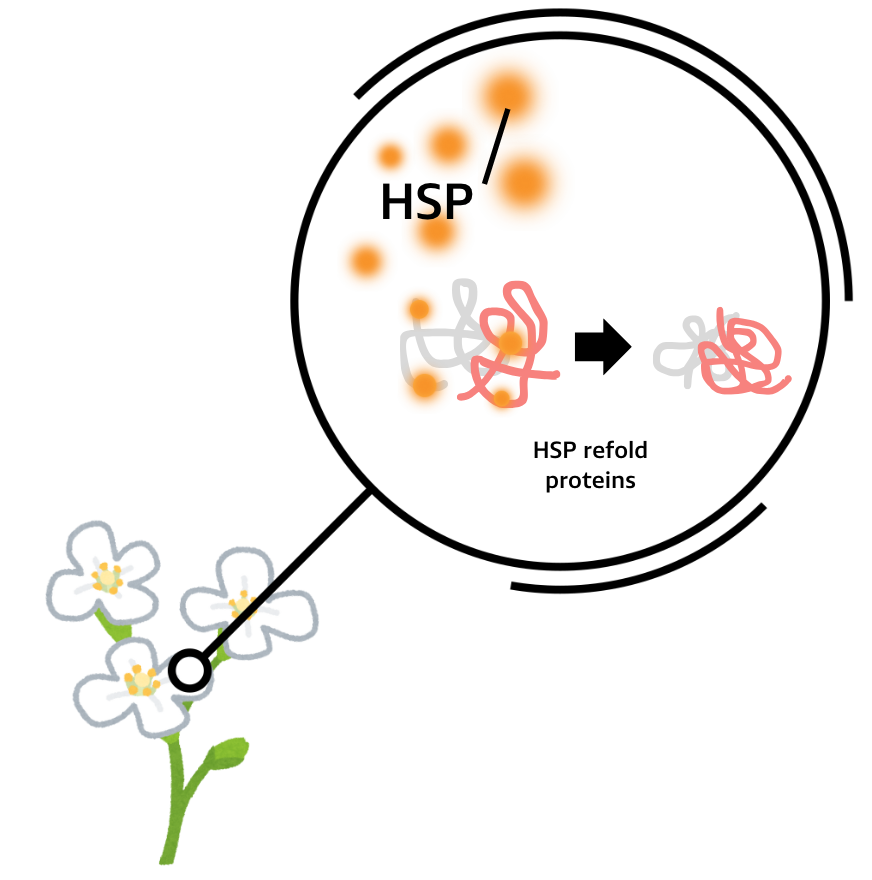 HSP
HSP refold
proteins